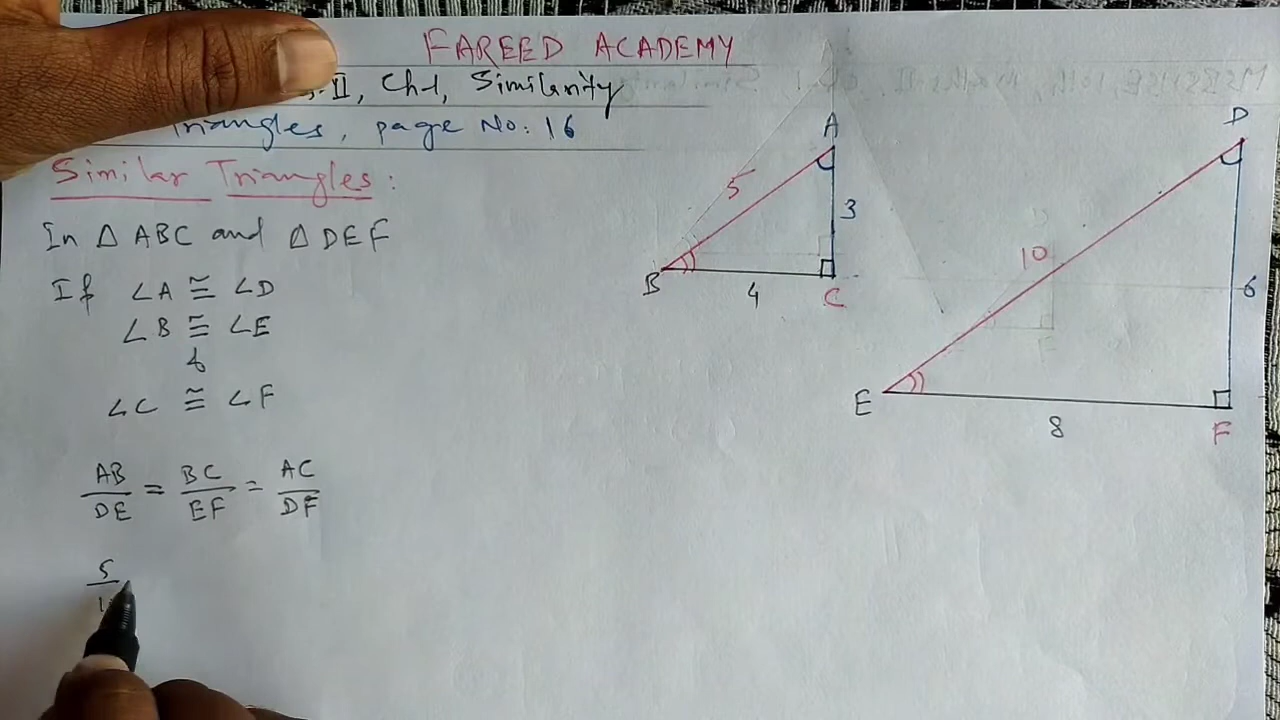 FAREED ACADEMY
II, Ch-1, Similarity
Triangles, page No: 16
Similar Triangles:
In △ ABC and △ DEF
If ∠A ≅ ∠D
∠B ≅ ∠E
&
∠C ≅ ∠F
AB/DE = BC/EF = AC/DF
5/1
A
5
3
B
4
C
D
10
6
E
8
F